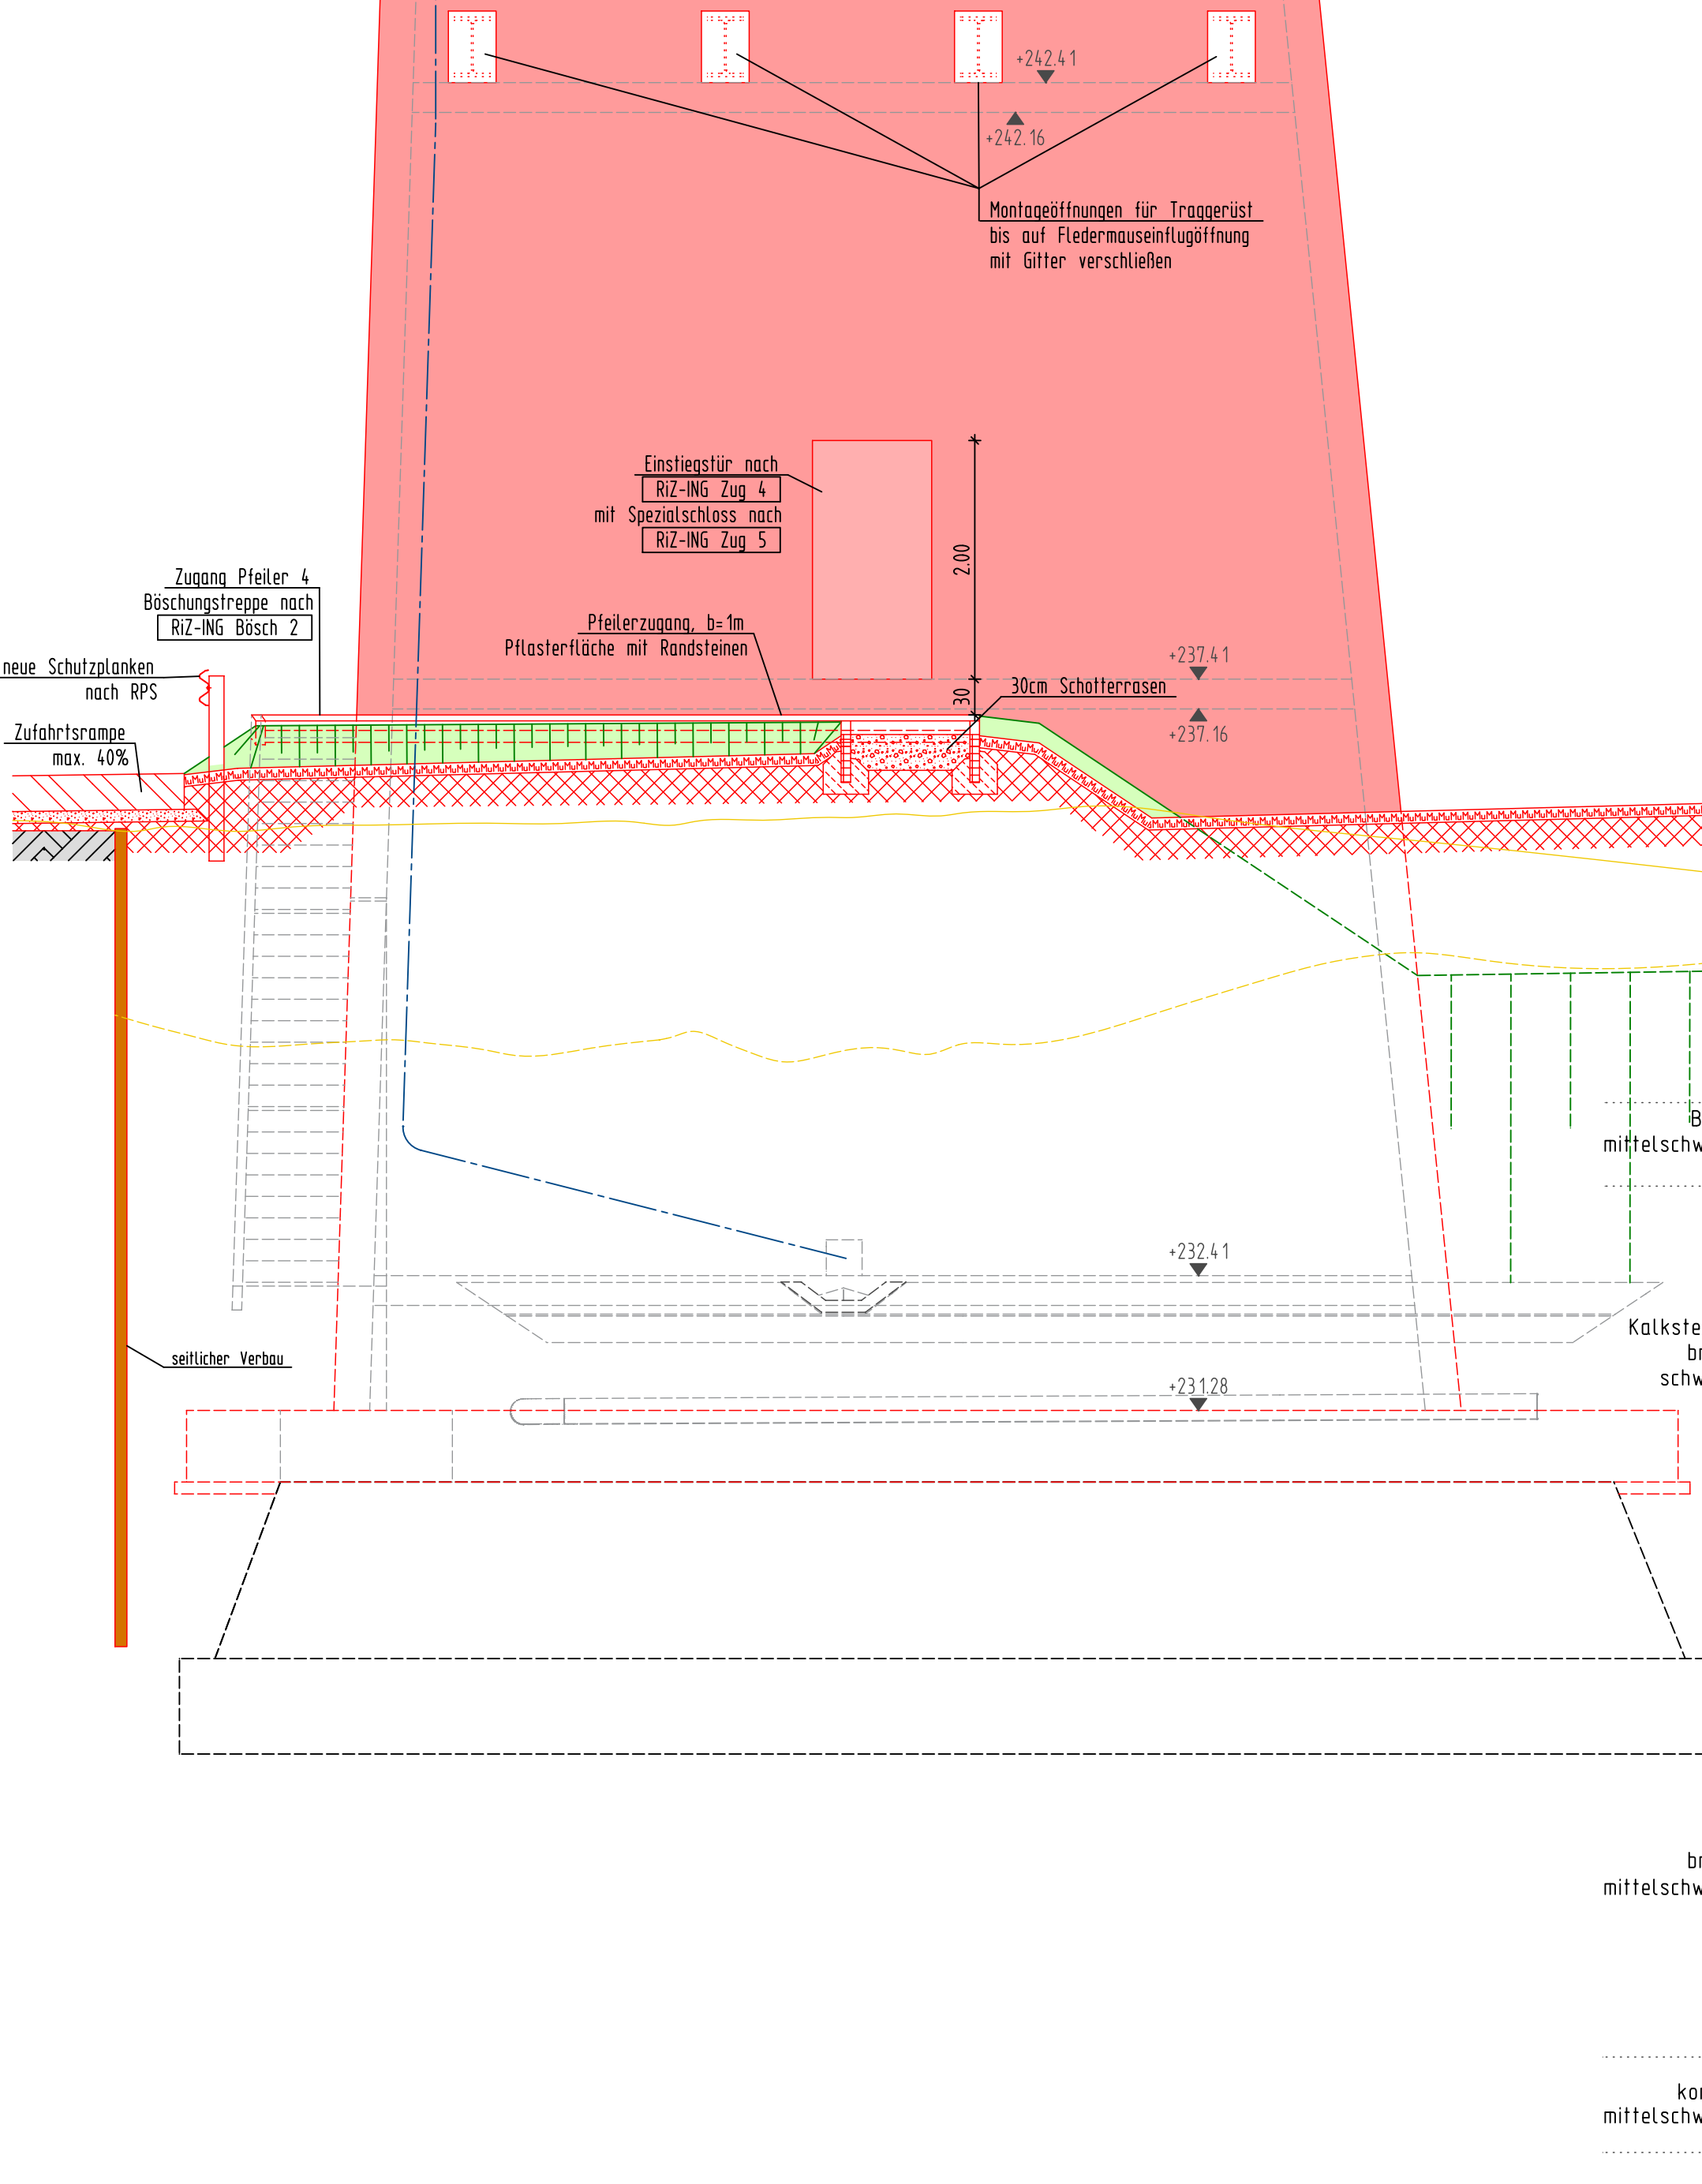 +242.41
+242.16
Montageöffnungen für Traggerüst
bis auf Fledermauseinflugöffnung
mit Gitter verschließen
Einstiegstür nach
RiZ-ING Zug 4
mit Spezialschloss nach
RiZ-ING Zug 5
2.00
Zugang Pfeiler 4
Böschungstreppe nach
RiZ-ING Bösch 2
Pfeilerzugang, b=1m
Pflasterfläche mit Randsteinen
neue Schutzplanken
nach RPS
+237.41
30
30cm Schotterrasen
+237.16
Zufahrtsrampe
max. 40%
B
mittelschw
+232.41
Kalkste
br
schw
seitlicher Verbau
+231.28
br
mittelschw
kor
mittelschw